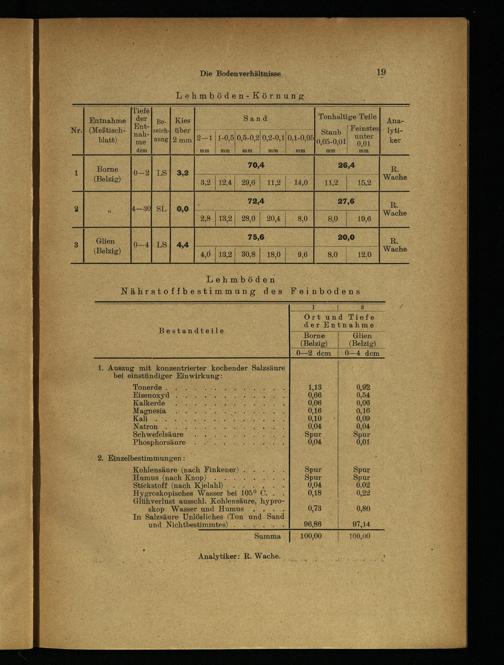 Die Bodenverhältnisse 19
Lehmböden-Körnung
Nr. | Entnahme (Meßtisch-blatt) | Tiefe der Ent-nah-me dcm | Be-zeich-nung | Kies über 2 mm | Sand | Tonhaltige Teile | Ana-lyti-ker
2—1 mm | 1-0,5 mm | 0,5-0,2 mm | 0,2-0,1 mm | 0,1-0,05 mm | Staub 0,05-0,01 mm | Feinstes unter 0,01 mm
1 | Borne (Belzig) | 0—2 | LS | 3,2 | 70,4 | 26,4 | R. Wache
3,2 | 12,4 | 29,6 | 11,2 | 14,0 | 11,2 | 15,2
2 | „ | 4—30 | SL | 0,0 | 72,4 | 27,6 | R. Wache
2,8 | 13,2 | 28,0 | 20,4 | 8,0 | 8,0 | 19,6
3 | Glien (Belzig) | 0—4 | LS | 4,4 | 75,6 | 20,0 | R. Wache
4,0 | 13,2 | 30,8 | 18,0 | 9,6 | 8,0 | 12,0
Lehmböden
Nährstoffbestimmung des Feinbodens
1 | 2
Bestandteile
Ort und Tiefe
der Entnahme
Borne (Belzig) | Glien (Belzig)
0—2 dcm | 0—4 dcm
1. Auszug mit konzentrierter kochender Salzsäure
bei einstündiger Einwirkung:
Tonerde 1,13 0,92
Eisenoxyd 0,66 0,54
Kalkerde 0,06 0,06
Magnesia 0,16 0,16
Kali 0,10 0,09
Natron 0,04 0,04
Schwefelsäure Spur Spur
Phosphorsäure 0,04 0,01
2. Einzelbestimmungen:
Kohlensäure (nach Finkener) Spur Spur
Humus (nach Knop) Spur Spur
Stickstoff (nach Kjelahl) 0,04 0,02
Hygroskopisches Wasser bei 105° C. 0,18 0,22
Glühverlust ausschl. Kohlensäure, hypro-
skop. Wasser und Humus 0,73 0,80
In Salzsäure Unlösliches (Ton und Sand
und Nichtbestimmtes) 96,86 97,14
Summa 100,00 100,00
Analytiker: R. Wache.